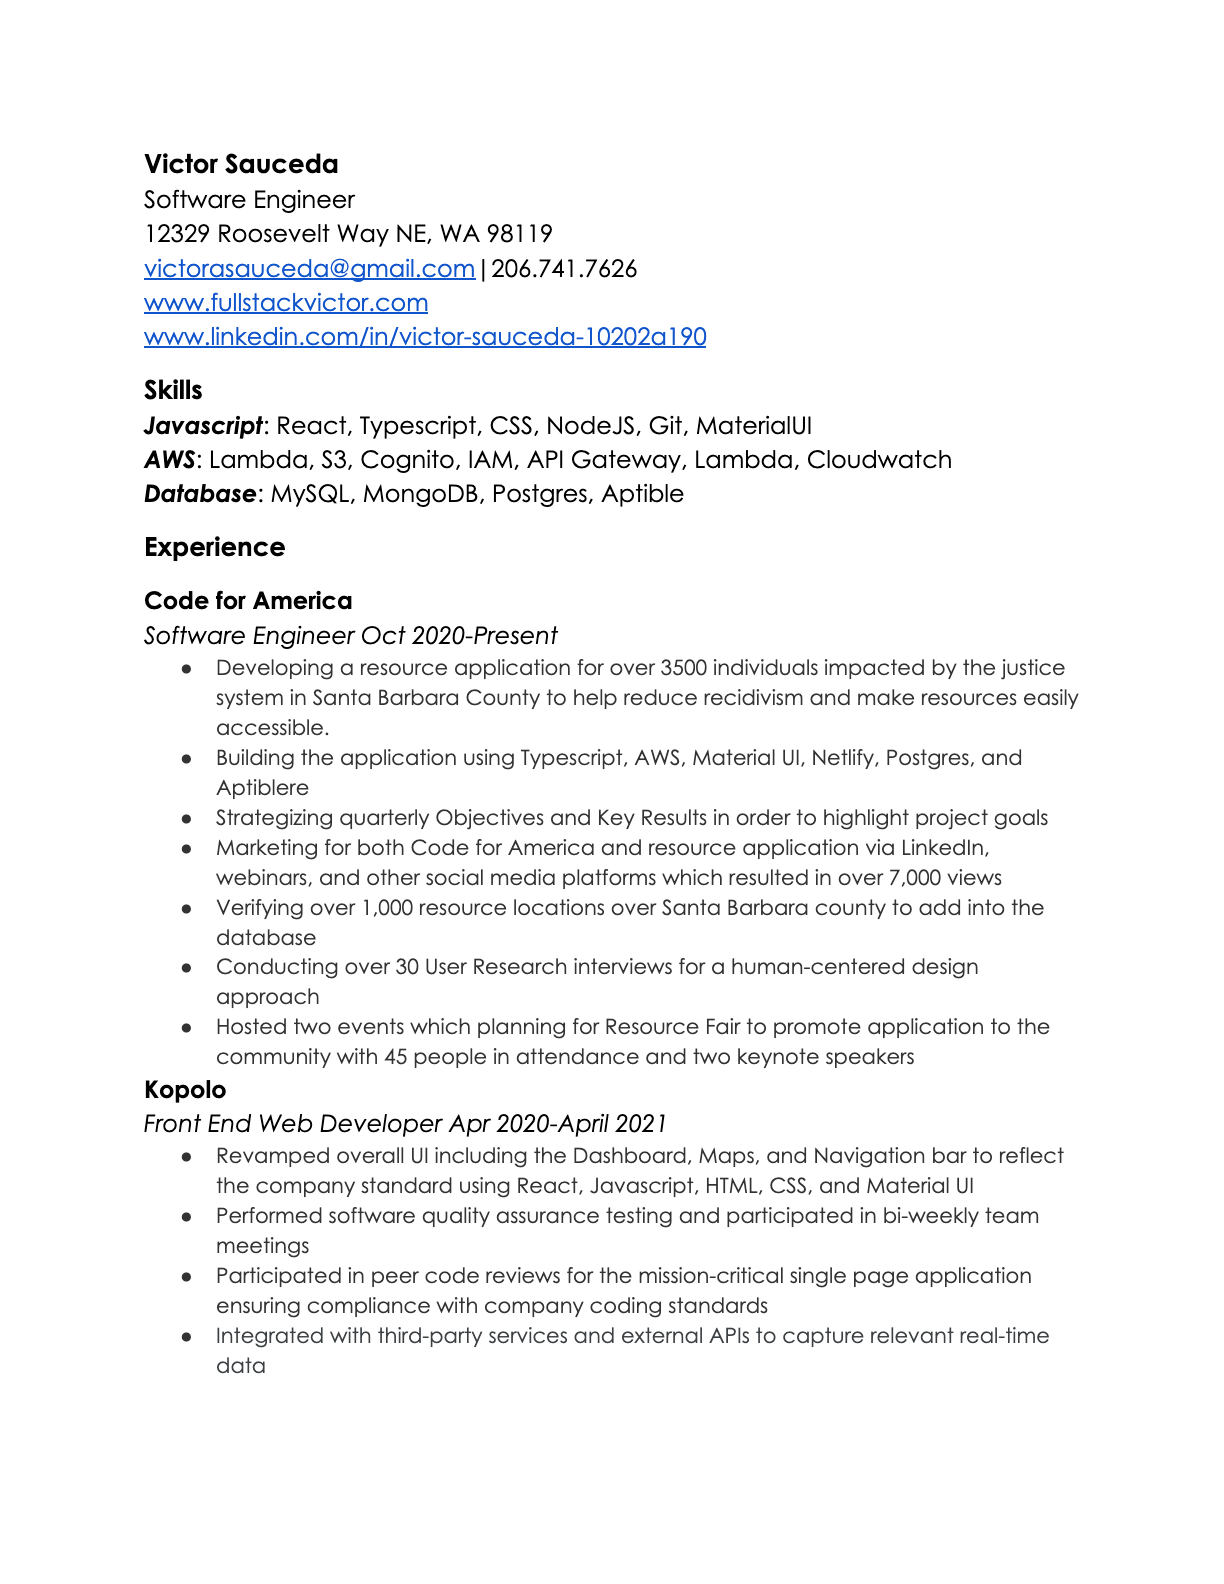 Victor Sauceda
Software Engineer
12329 Roosevelt Way NE, WA 98119
victorasauceda@gmail.com|206.741.7626
www.fullstackvictor.com
www.linkedin.com/in/victor-sauceda-10202a190
Skills
Javascript: React, Typescript, CSS, NodeJS, Git, MaterialUI
AWS: Lambda, S3, Cognito, IAM, API Gateway, Lambda, Cloudwatch
Database: MySQL, MongoDB, Postgres, Aptible
Experience
Code for America
Software Engineer Oct 2020-Present
● Developing a resource application for over 3500 individuals impacted by the justice
system in Santa Barbara County to help reduce recidivism and make resources easily
accessible.
● Building the application using Typescript, AWS, Material UI, Netlify, Postgres, and
Aptiblere
● Strategizing quarterly Objectives and Key Results in order to highlight project goals
● Marketing for both Code for America and resource application via LinkedIn,
webinars, and other social media platforms which resulted in over 7,000 views
● Verifying over 1,000 resource locations over Santa Barbara county to add into the
database
● Conducting over 30 User Research interviews for a human-centered design
approach
● Hosted two events which planning for Resource Fair to promote application to the
community with 45 people in attendance and two keynote speakers
Kopolo
Front End Web Developer Apr 2020-April 2021
● Revamped overall UI including the Dashboard, Maps, and Navigation bar to reflect
the company standard using React, Javascript, HTML, CSS, and Material UI
● Performed software quality assurance testing and participated in bi-weekly team
meetings
● Participated in peer code reviews for the mission-critical single page application
ensuring compliance with company coding standards
● Integrated with third-party services and external APIs to capture relevant real-time
data